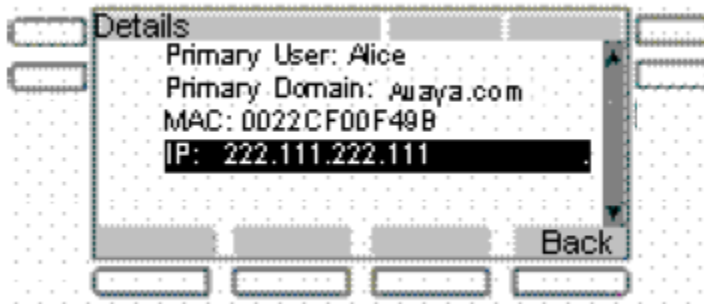 Details
Primary User: Alice
Primary Domain: Avaya.com
MAC: 0022CF00F49B
IP: 222.111.222.111 .
Back